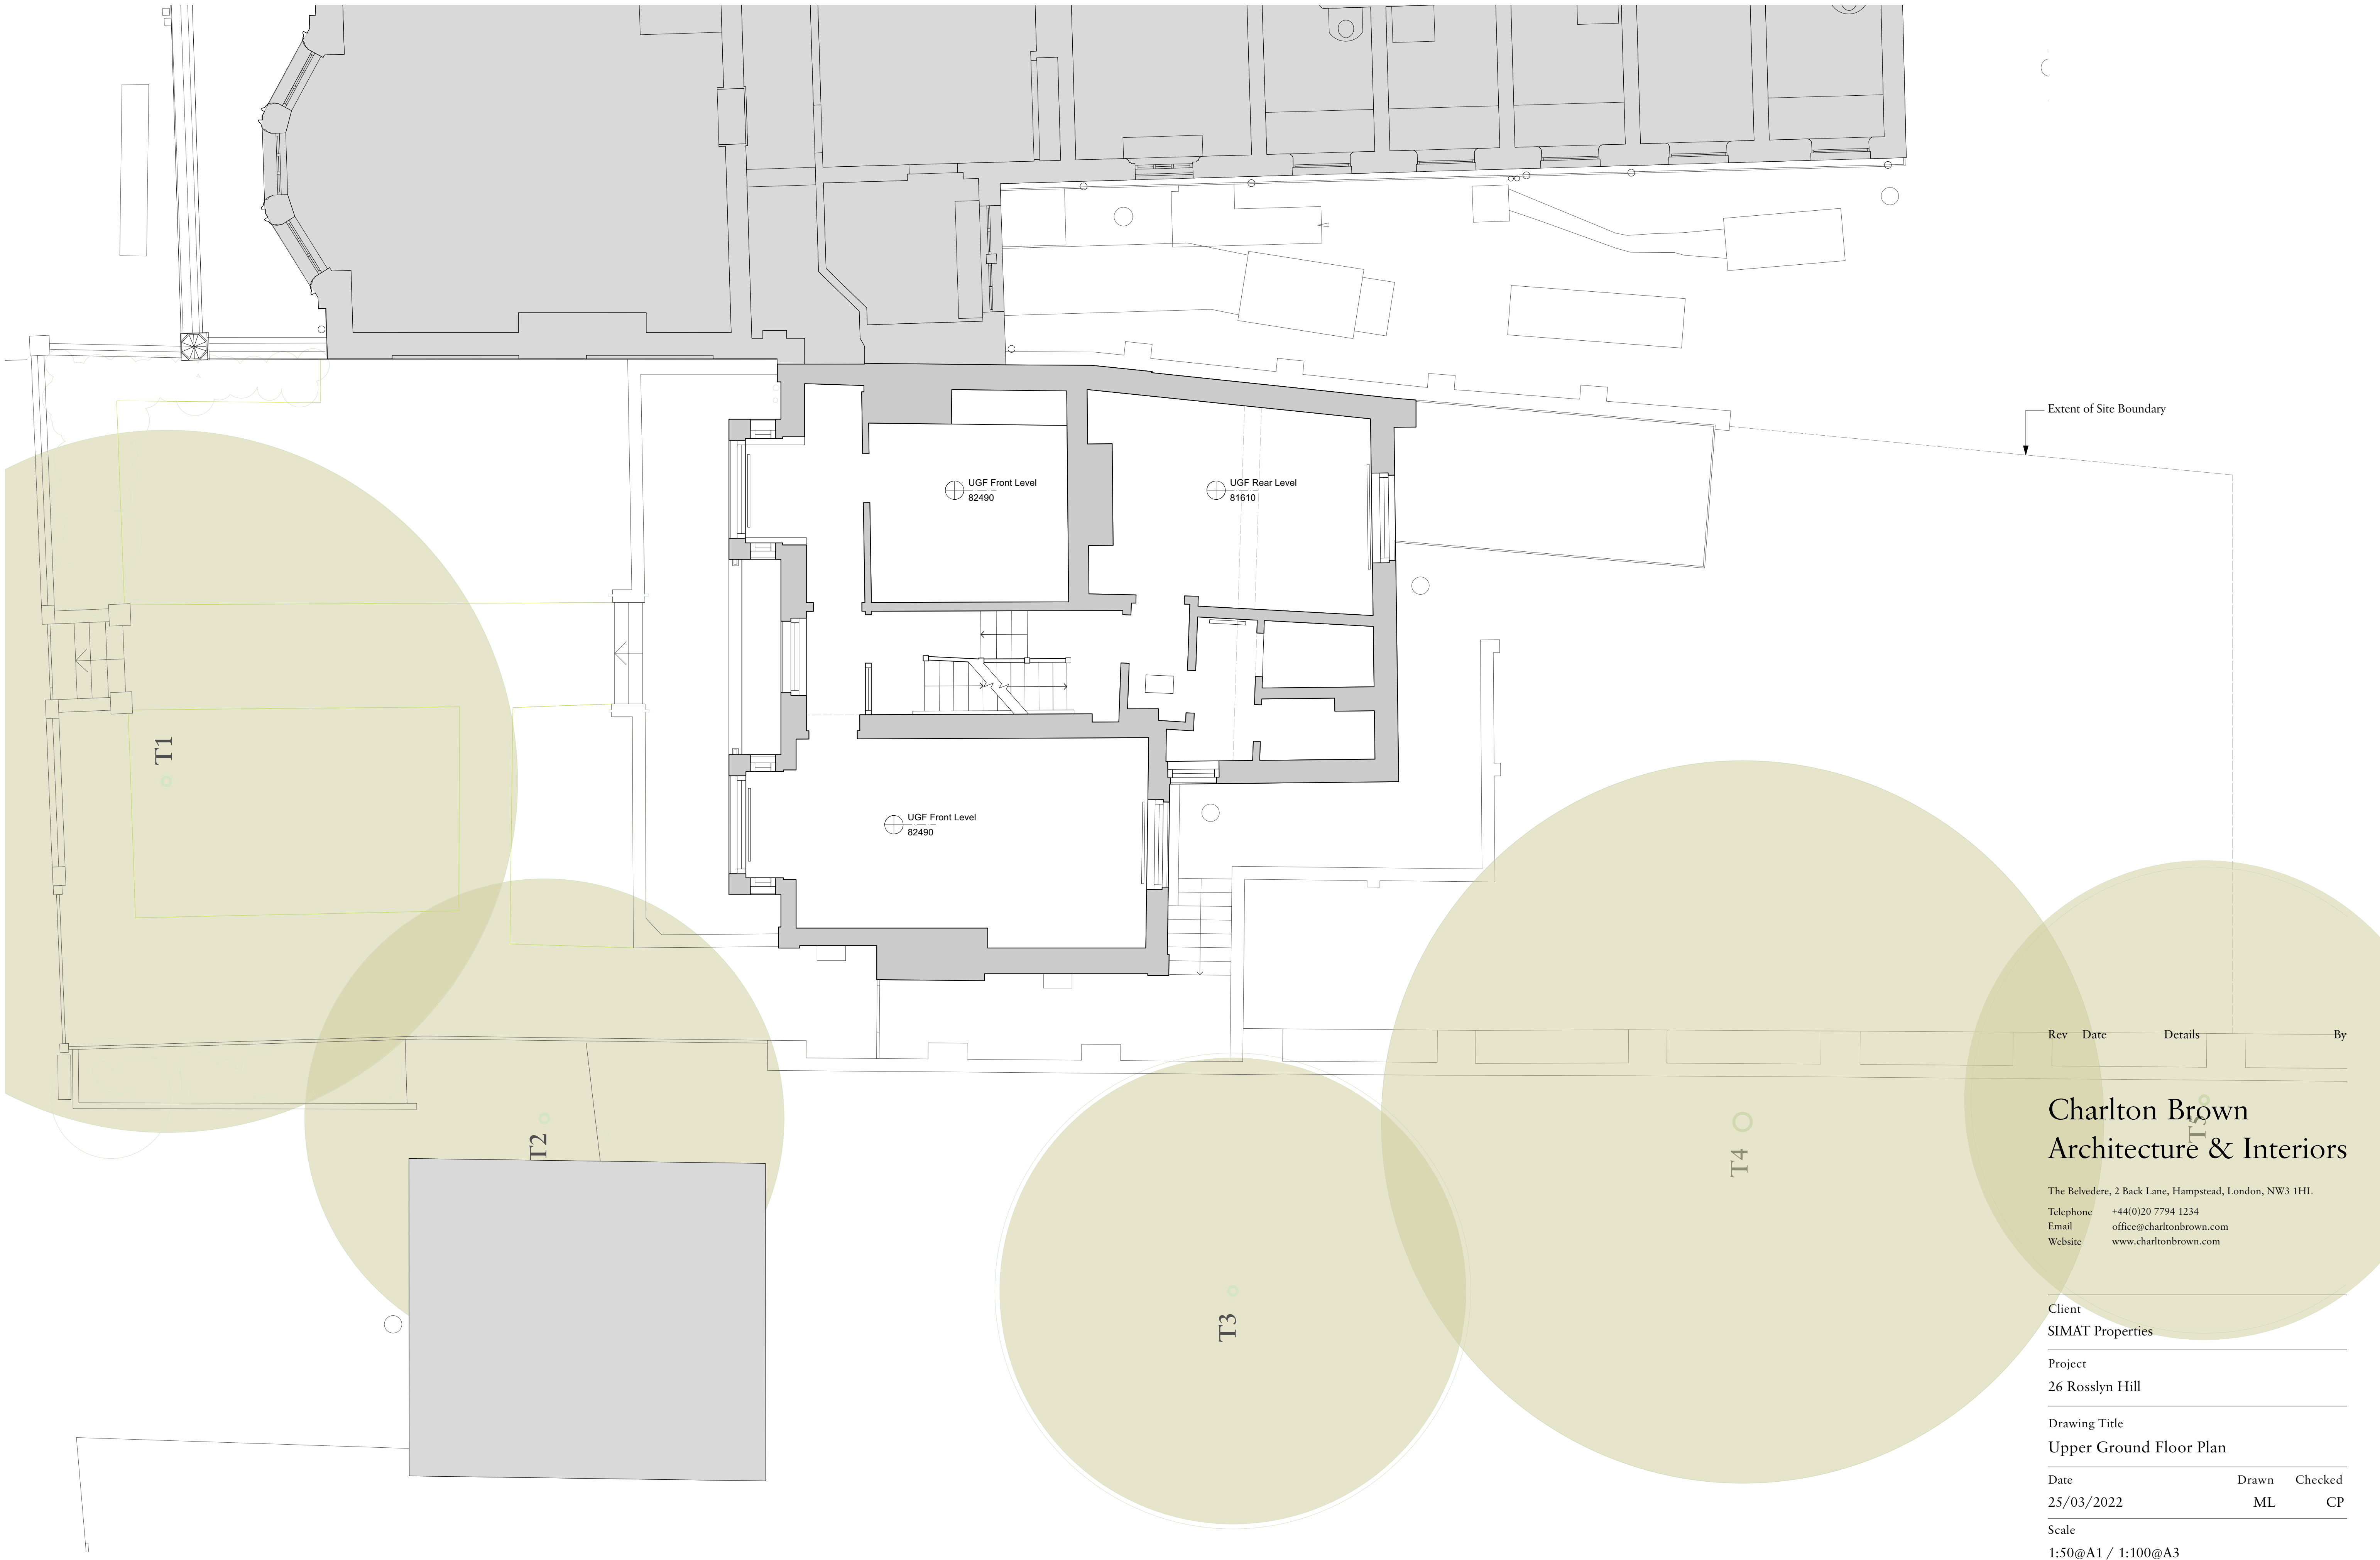 Extent of Site Boundary
UGF Front Level
82490
UGF Rear Level
81610
T1
UGF Front Level
82490
T2
T3
T4
T5
Rev Date Details By
Charlton Brown
Architecture & Interiors
The Belvedere, 2 Back Lane, Hampstead, London, NW3 1HL
Telephone +44(0)20 7794 1234
Email office@charltonbrown.com
Website www.charltonbrown.com
Client
SIMAT Properties
Project
26 Rosslyn Hill
Drawing Title
Upper Ground Floor Plan
Date Drawn Checked
25/03/2022 ML CP
Scale
1:50@A1 / 1:100@A3